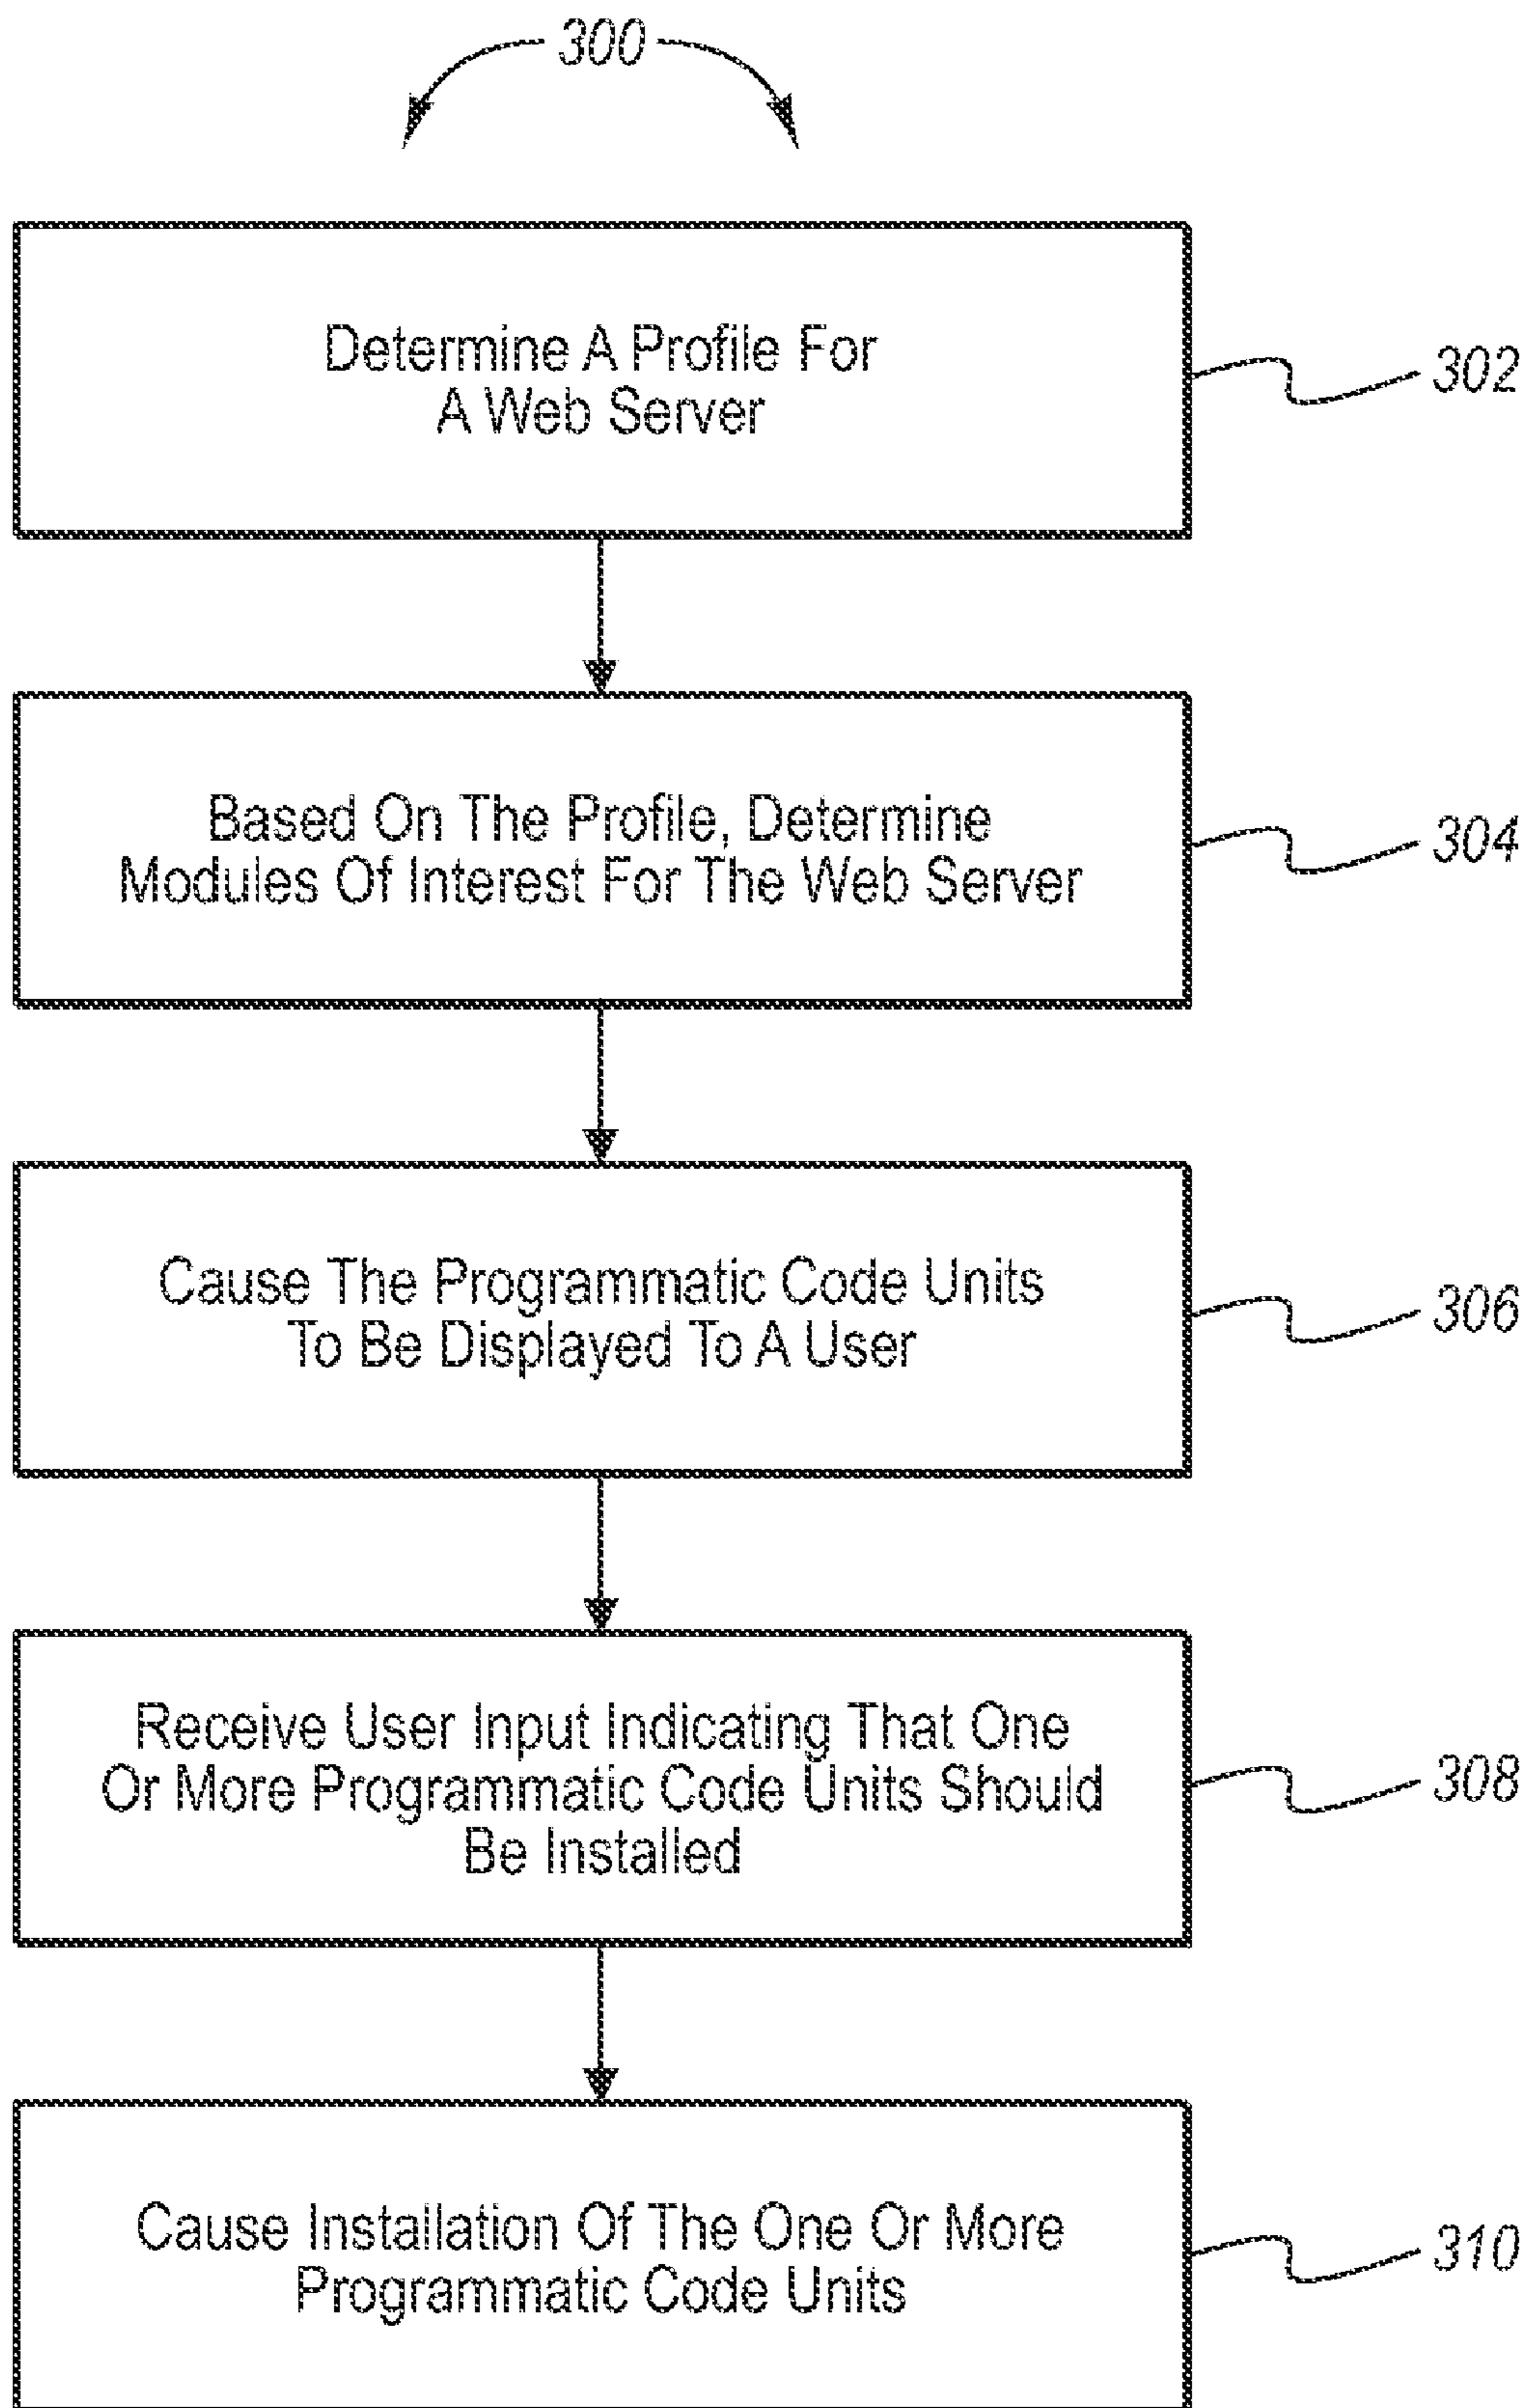 300
Determine A Profile For
A Web Server
302
Based On The Profile, Determine
Modules Of Interest For The Web Server
304
Cause The Programmatic Code Units
To Be Displayed To A User
306
Receive User Input Indicating That One
Or More Programmatic Code Units Should
Be Installed
308
Cause Installation Of The One Or More
Programmatic Code Units
310